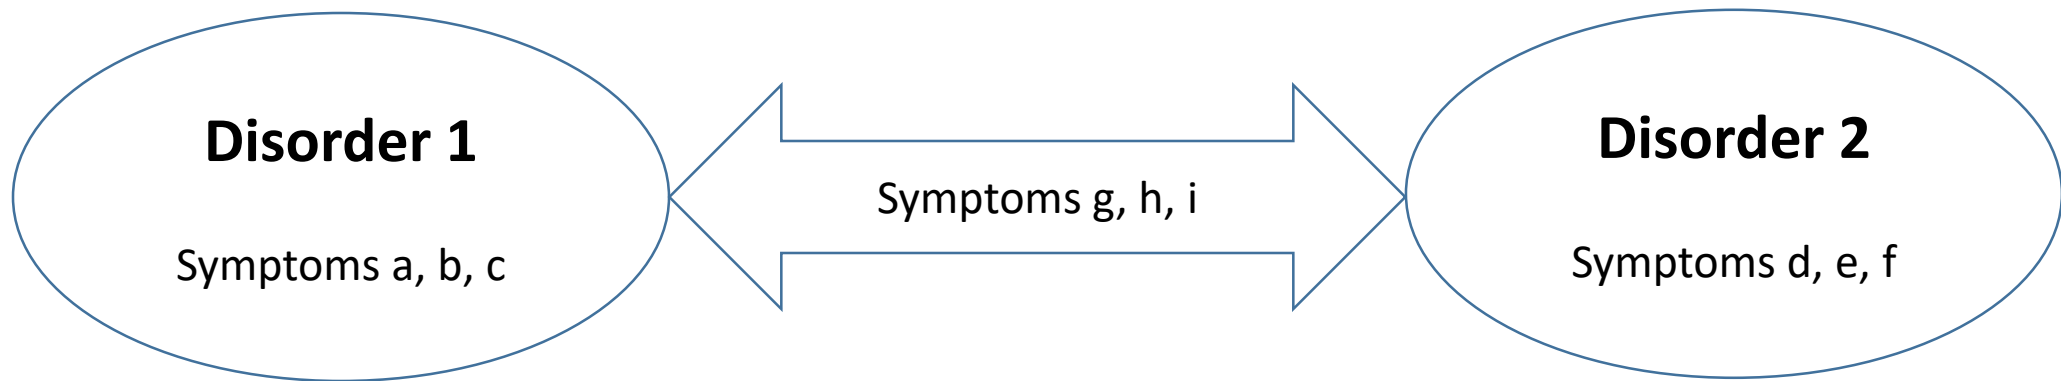 Disorder 1
Symptoms a, b, c
Symptoms g, h, i
Disorder 2
Symptoms d, e, f